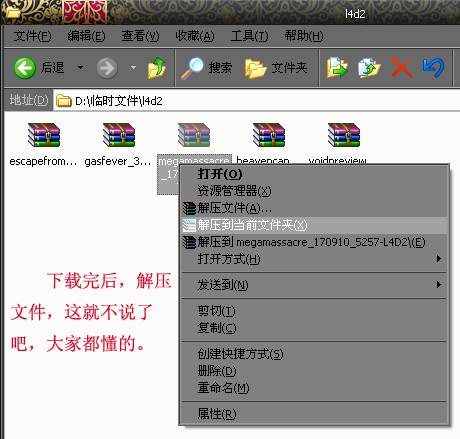 l4d2
文件(F) 编辑(E) 查看(V) 收藏(A) 工具(T) 帮助(H)
后退 搜索 文件夹
地址(D) D:\临时文件\l4d2
escapefrom... gasfever_3... megamassacre heavencan... voidpreview
_17
打开(O)
资源管理器(X)
解压文件(A)...
解压到当前文件夹(X)
解压到 megamassacre_170910_5257-L4D2\(E)
打开方式(H)
发送到(N)
剪切(T)
复制(C)
创建快捷方式(S)
删除(D)
重命名(M)
属性(R)
下载完后，解压
文件，这就不说了
吧，大家都懂的。